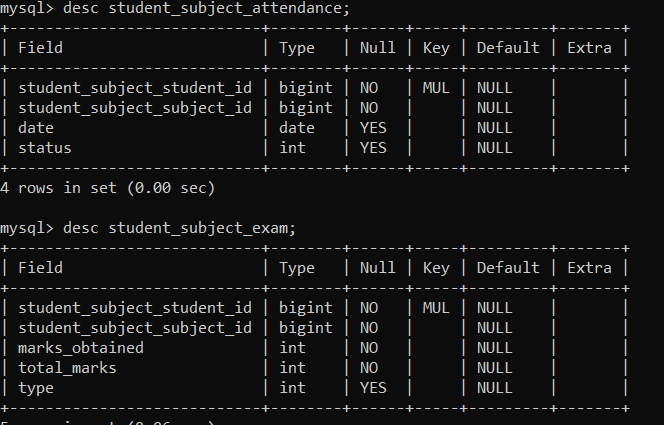 mysql> desc student_subject_attendance;
+----------------------------+--------+------+-----+---------+-------+
| Field                      | Type   | Null | Key | Default | Extra |
+----------------------------+--------+------+-----+---------+-------+
| student_subject_student_id | bigint | NO   | MUL | NULL    |       |
| student_subject_subject_id | bigint | NO   |     | NULL    |       |
| date                       | date   | YES  |     | NULL    |       |
| status                     | int    | YES  |     | NULL    |       |
+----------------------------+--------+------+-----+---------+-------+
4 rows in set (0.00 sec)
mysql> desc student_subject_exam;
+----------------------------+--------+------+-----+---------+-------+
| Field                      | Type   | Null | Key | Default | Extra |
+----------------------------+--------+------+-----+---------+-------+
| student_subject_student_id | bigint | NO   | MUL | NULL    |       |
| student_subject_subject_id | bigint | NO   |     | NULL    |       |
| marks_obtained             | int    | NO   |     | NULL    |       |
| total_marks                | int    | NO   |     | NULL    |       |
| type                       | int    | YES  |     | NULL    |       |
+----------------------------+--------+------+-----+---------+-------+